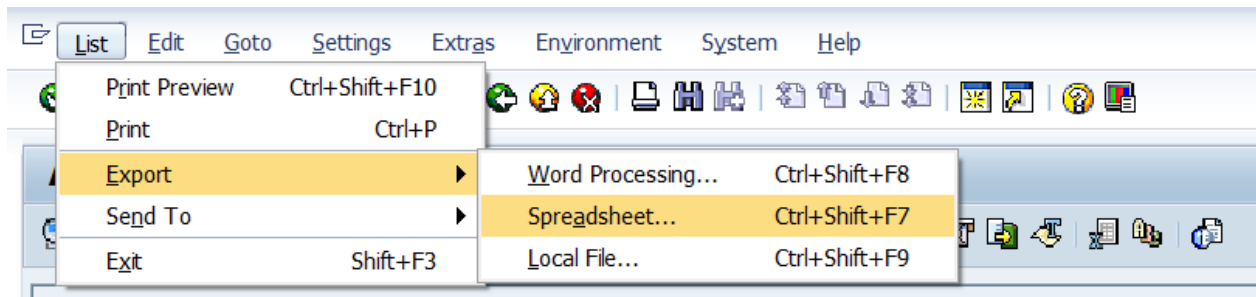 List Edit Goto Settings Extras Environment System Help
Print Preview Ctrl+Shift+F10
Print Ctrl+P
Export
Send To
Exit Shift+F3
Word Processing... Ctrl+Shift+F8
Spreadsheet... Ctrl+Shift+F7
Local File... Ctrl+Shift+F9